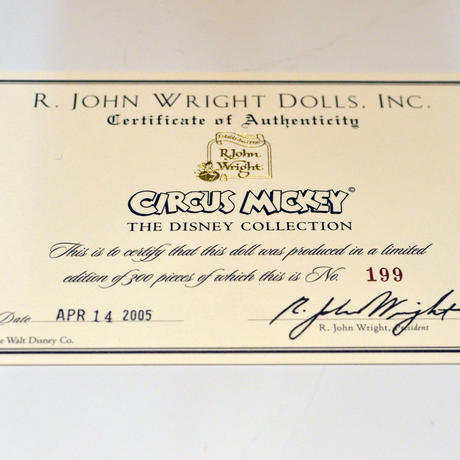 R. JOHN WRIGHT DOLLS, INC.
Certificate of Authenticity
R. John
Wright
CIRCUS MICKEY©
THE DISNEY COLLECTION
This is to certify that this doll was produced in a limited
edition of 300 pieces of which this is No. 199
Date APR 14 2005 R. John Wright
R. John Wright, President
e Walt Disney Co.